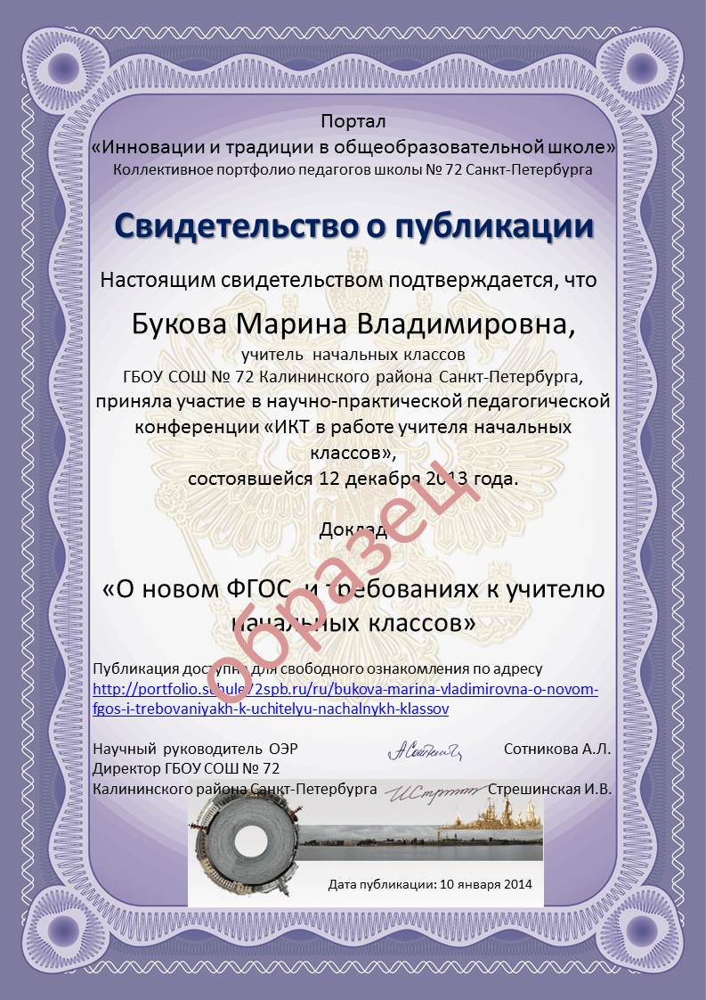 Портал
«Инновации и традиции в общеобразовательной школе»
Коллективное портфолио педагогов школы № 72 Санкт-Петербурга
Свидетельство о публикации
Настоящим свидетельством подтверждается, что
Букова Марина Владимировна,
учитель начальных классов
ГБОУ СОШ № 72 Калининского района Санкт-Петербурга,
приняла участие в научно-практической педагогической
конференции «ИКТ в работе учителя начальных
классов»,
состоявшейся 12 декабря 2013 года.
Доклад
«О новом ФГОС и требованиях к учителю
начальных классов»
образец
Публикация доступна для свободного ознакомления по адресу
http://portfolio.schule72spb.ru/ru/bukova-marina-vladimirovna-o-novom-
fgos-i-trebovaniyakh-k-uchitelyu-nachalnykh-klassov
Научный руководитель ОЭР Сотникова А.Л.
Директор ГБОУ СОШ № 72
Калининского района Санкт-Петербурга Стрешинская И.В.
Дата публикации: 10 января 2014